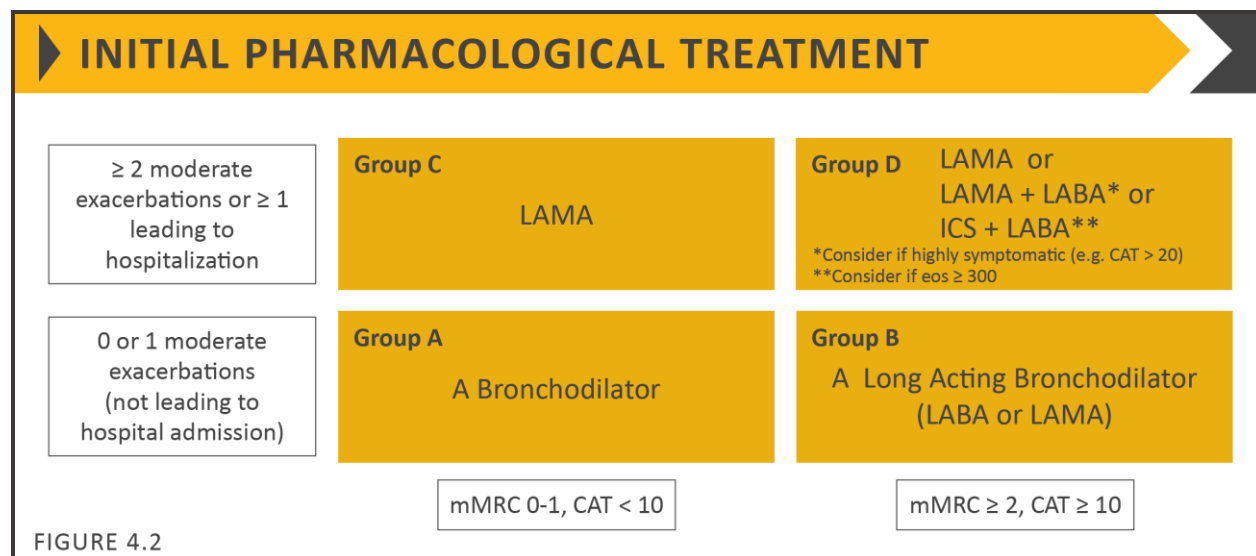 INITIAL PHARMACOLOGICAL TREATMENT
≥ 2 moderate
exacerbations or ≥ 1
leading to
hospitalization
Group C
LAMA
Group D
LAMA or
LAMA + LABA* or
ICS + LABA**
*Consider if highly symptomatic (e.g. CAT > 20)
**Consider if eos ≥ 300
0 or 1 moderate
exacerbations
(not leading to
hospital admission)
Group A
A Bronchodilator
Group B
A Long Acting Bronchodilator
(LABA or LAMA)
mMRC 0-1, CAT < 10
mMRC ≥ 2, CAT ≥ 10
FIGURE 4.2